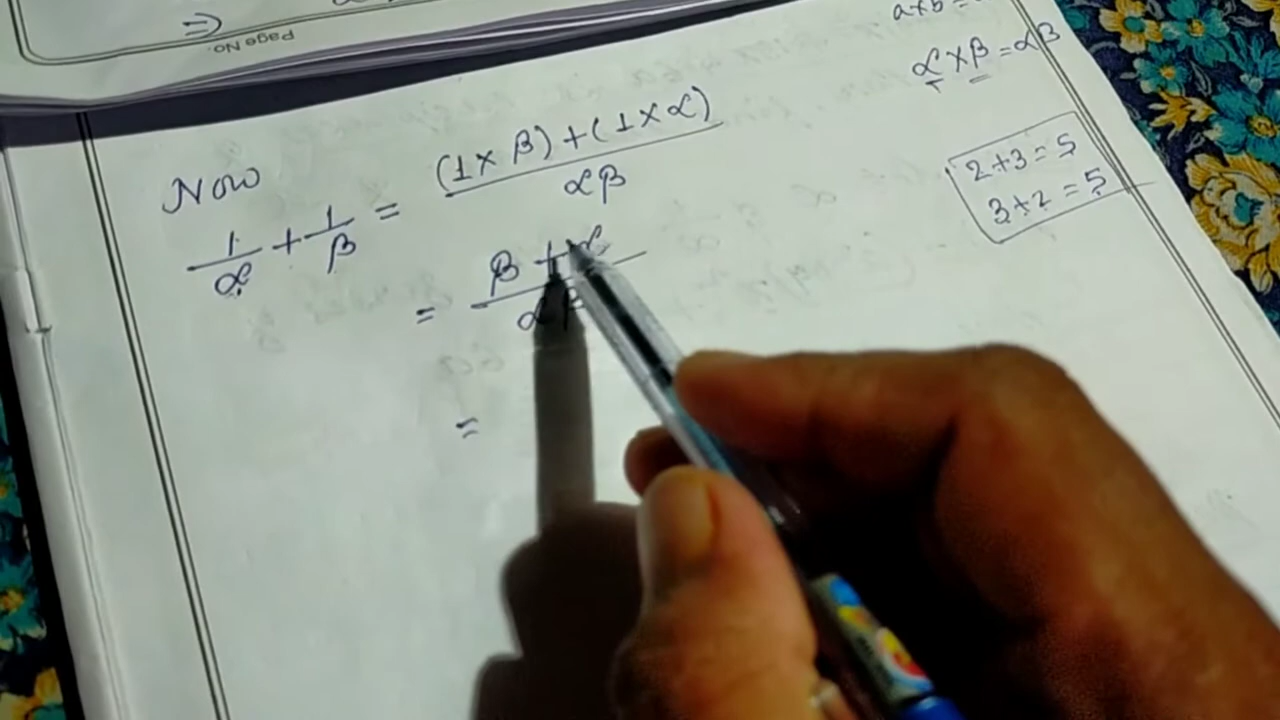 Page No.
a×b =
α × β = αβ
2+3=5
3+2=5
Now
1/α + 1/β = (1×β)+(1×α)/αβ
= β+α/αβ
=